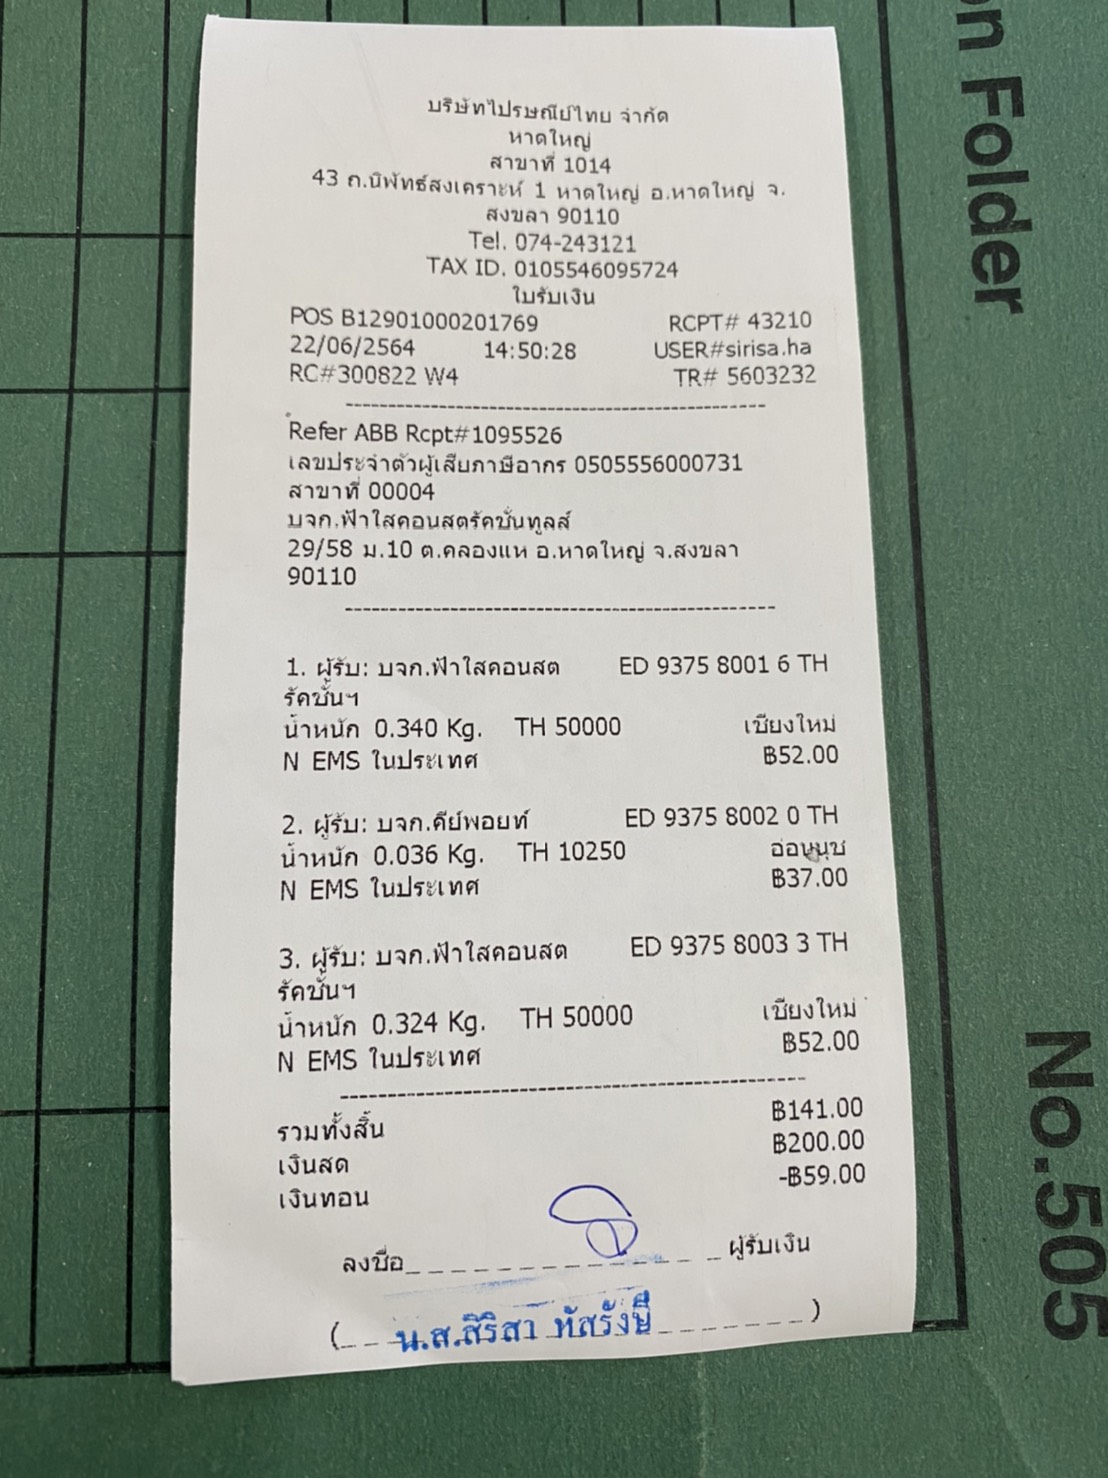 บริษัทไปรษณีย์ไทย จำกัด
หาดใหญ่
สาขาที่ 1014
43 ถ.นิพัทธ์สงเคราะห์ 1 หาดใหญ่ อ.หาดใหญ่ จ.
สงขลา 90110
Tel. 074-243121
TAX ID. 0105546095724
ใบรับเงิน
POS B12901000201769 RCPT# 43210
22/06/2564 14:50:28 USER#sirisa.ha
RC#300822 W4 TR# 5603232
Refer ABB Rcpt#1095526
เลขประจำตัวผู้เสียภาษีอากร 0505556000731
สาขาที่ 00004
บจก.ฟ้าใสคอนสตรัคชั่นทูลส์
29/58 ม.10 ต.คลองแห อ.หาดใหญ่ จ.สงขลา
90110
1. ผู้รับ: บจก.ฟ้าใสคอนสต ED 9375 8001 6 TH
รัคชั่นฯ
น้ำหนัก 0.340 Kg. TH 50000 เชียงใหม่
N EMS ในประเทศ ฿52.00
2. ผู้รับ: บจก.คีย์พอยท์ ED 9375 8002 0 TH
น้ำหนัก 0.036 Kg. TH 10250 อ่อนนุช
N EMS ในประเทศ ฿37.00
3. ผู้รับ: บจก.ฟ้าใสคอนสต ED 9375 8003 3 TH
รัคชั่นฯ
น้ำหนัก 0.324 Kg. TH 50000 เชียงใหม่
N EMS ในประเทศ ฿52.00
รวมทั้งสิ้น ฿141.00
เงินสด ฿200.00
เงินทอน -฿59.00
ลงชื่อ_ _ _ _ _ _ _ _ _ _ _ _ _ผู้รับเงิน
( น.ส.สิริสา หัสรังษี )
on Folder
No.505